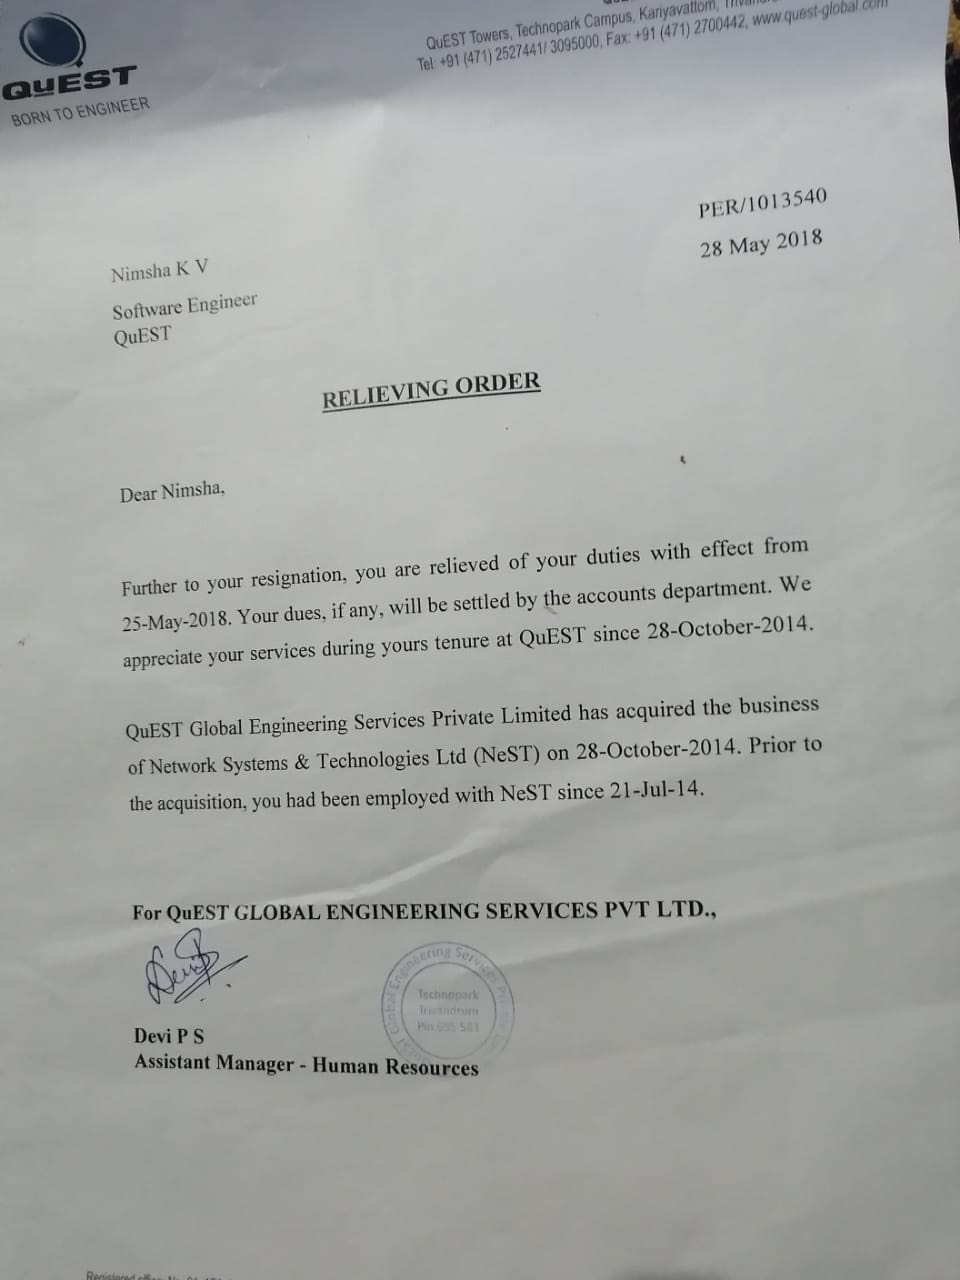 QuEST
BORN TO ENGINEER
QuEST Towers, Technopark Campus, Kariyavattom,
Tel: +91 (471) 2527441/ 3095000, Fax: +91 (471) 2700442, www.quest-global.com
PER/1013540
28 May 2018
Nimsha K V
Software Engineer
QuEST
RELIEVING ORDER
Dear Nimsha,
Further to your resignation, you are relieved of your duties with effect from
25-May-2018. Your dues, if any, will be settled by the accounts department. We
appreciate your services during yours tenure at QuEST since 28-October-2014.
QuEST Global Engineering Services Private Limited has acquired the business
of Network Systems & Technologies Ltd (NeST) on 28-October-2014. Prior to
the acquisition, you had been employed with NeST since 21-Jul-14.
For QuEST GLOBAL ENGINEERING SERVICES PVT LTD.,
Global Engineering Services
Technopark
Trivandrum
Pin 695 581
Devi P S
Assistant Manager - Human Resources
Registered